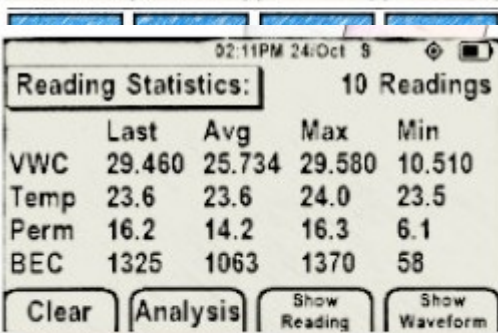 02:11PM 24/Oct S
Reading Statistics: 10 Readings
Last Avg Max Min
VWC 29.460 25.734 29.580 10.510
Temp 23.6 23.6 24.0 23.5
Perm 16.2 14.2 16.3 6.1
BEC 1325 1063 1370 58
Clear Analysis Show Reading Show Waveform